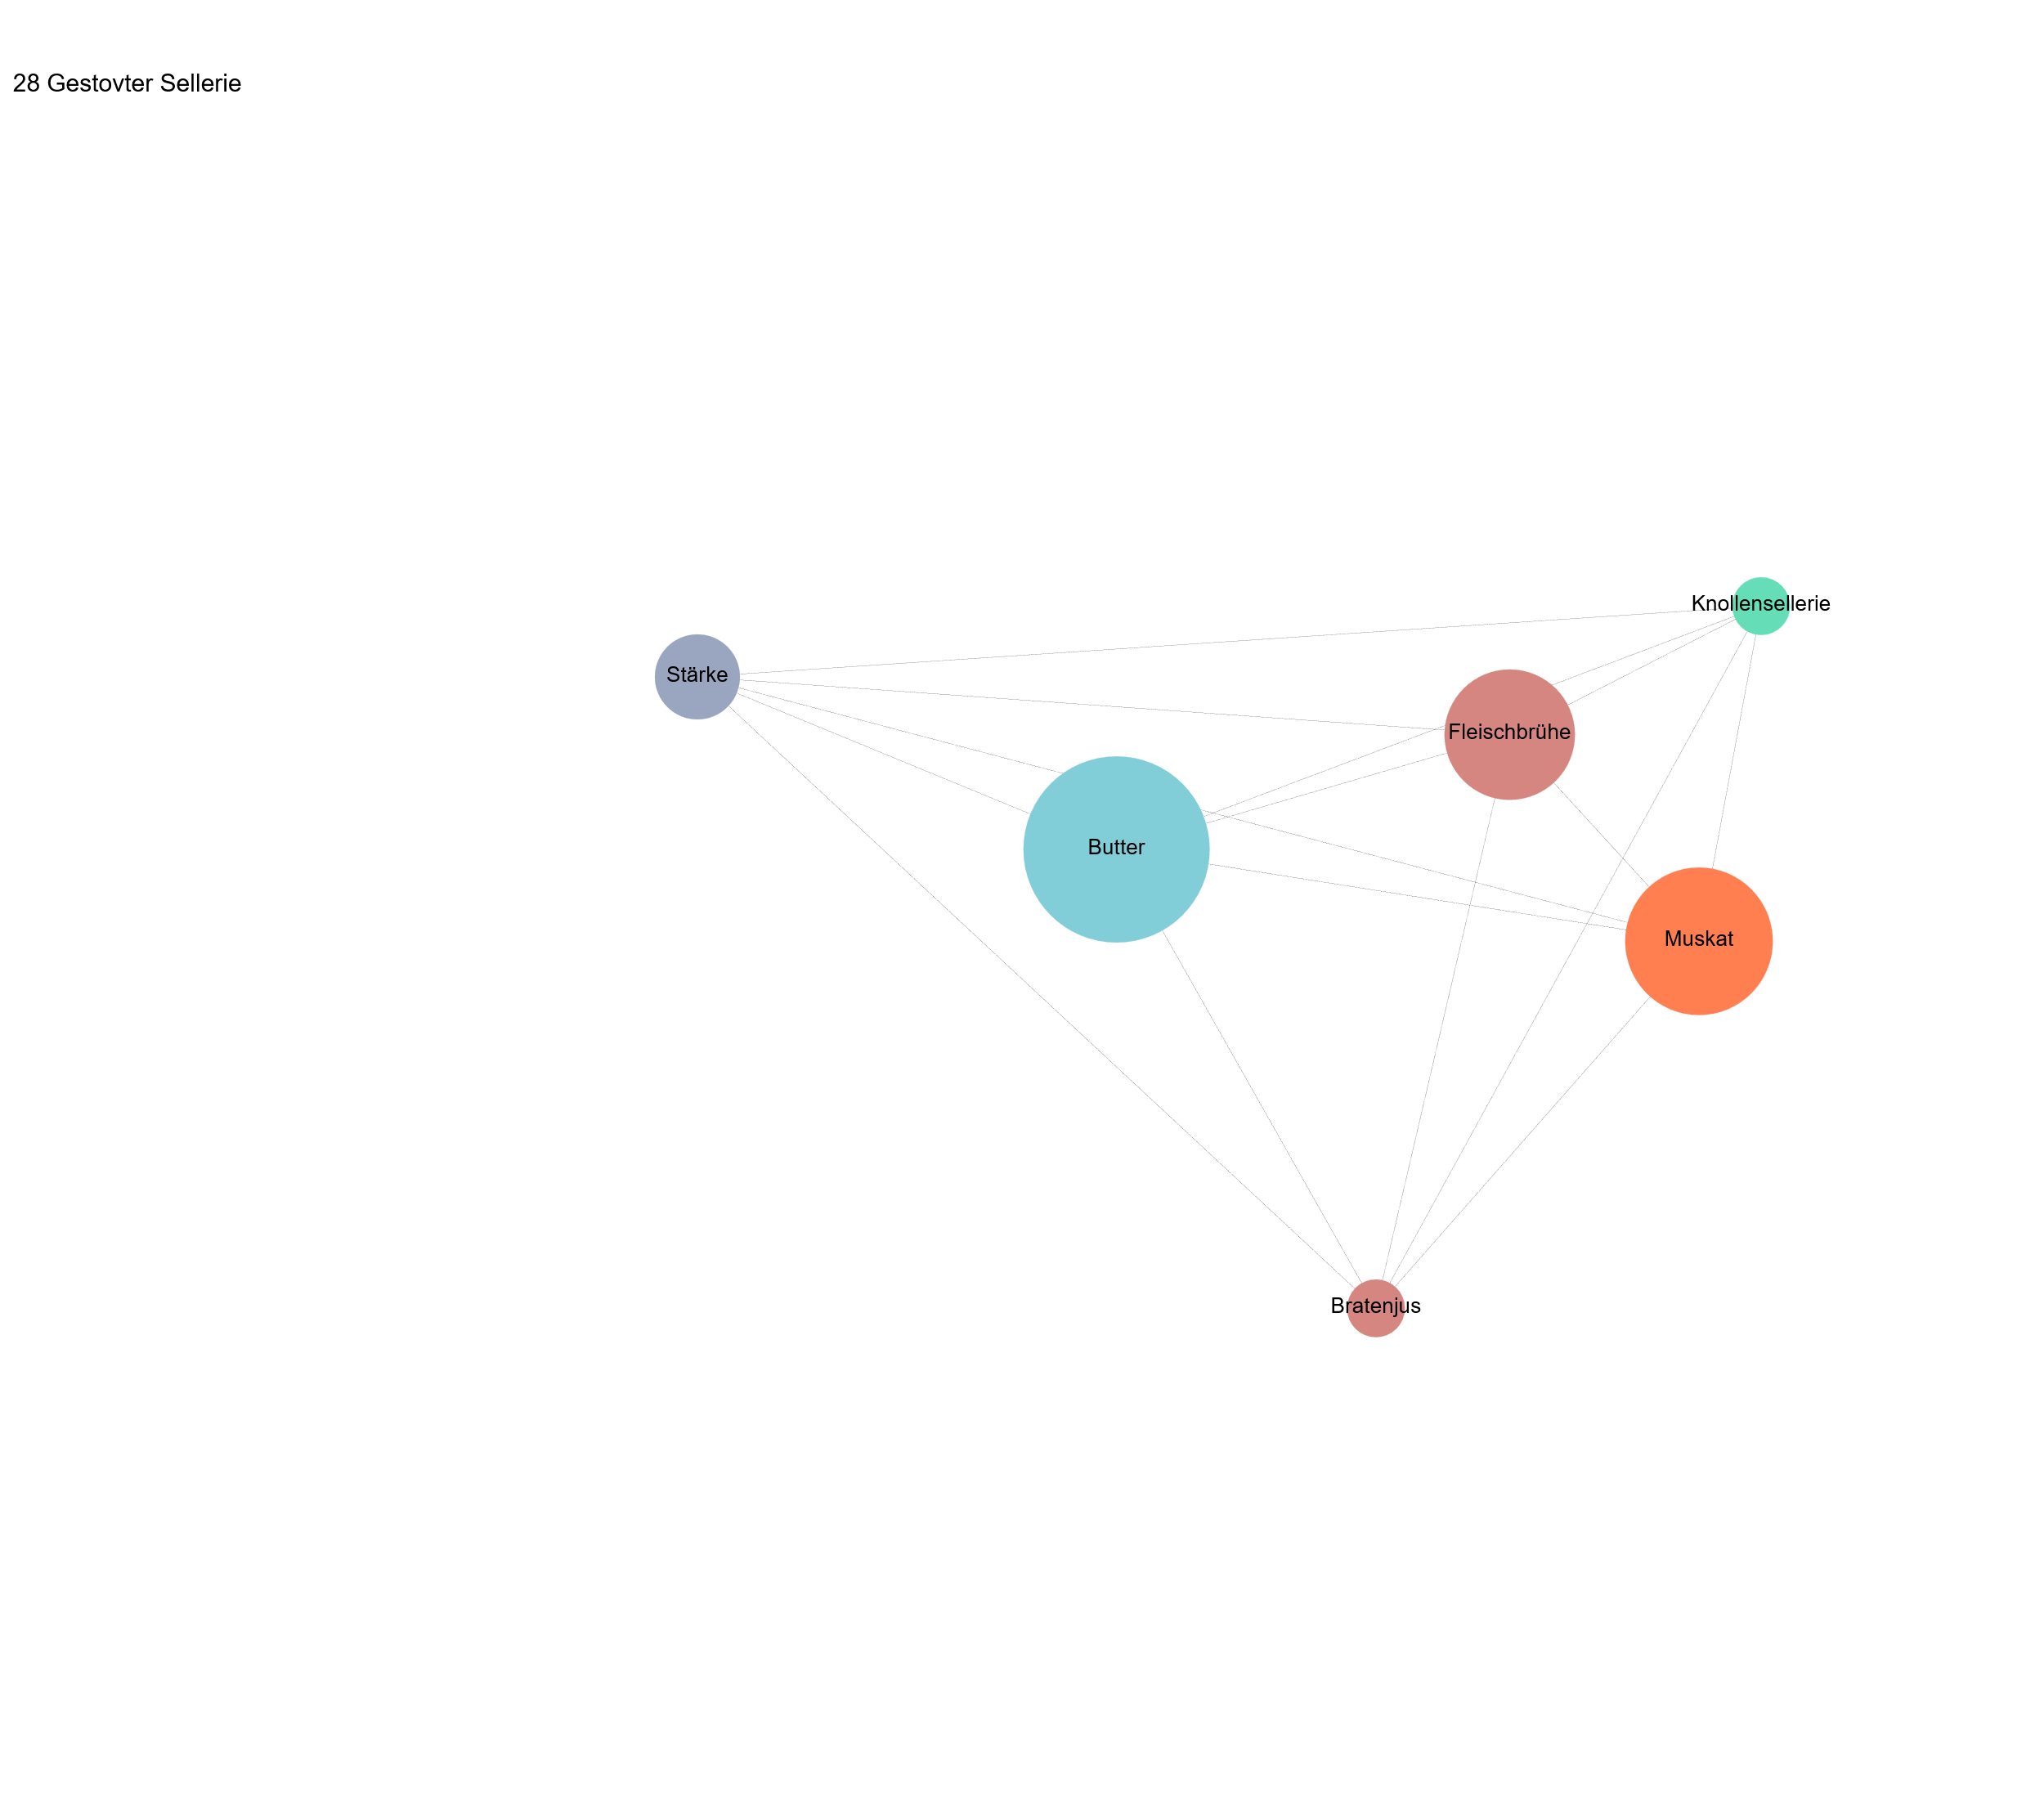 28 Gestovter Sellerie
Knollensellerie
Stärke
Fleischbrühe
Butter
Muskat
Bratenjus